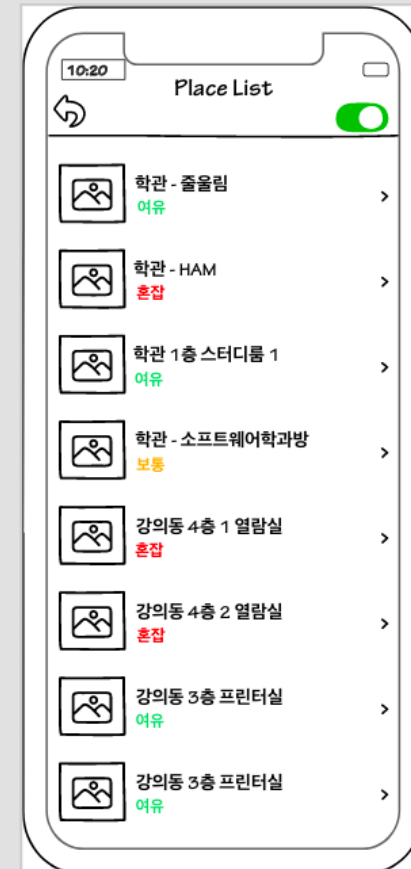 10:20
Place List
학관 - 줄울림
여유
학관 - HAM
혼잡
학관 1층 스터디룸 1
여유
학관 - 소프트웨어학과방
보통
강의동 4층 1 열람실
혼잡
강의동 4층 2 열람실
혼잡
강의동 3층 프린터실
여유
강의동 3층 프린터실
여유